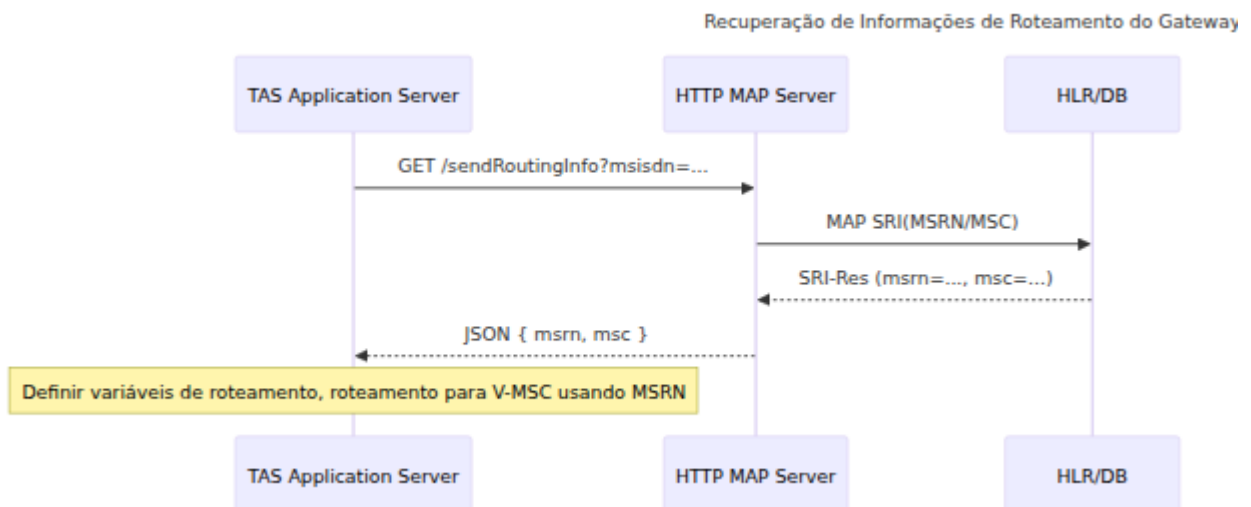 Recuperação de Informações de Roteamento do Gateway
TAS Application Server
HTTP MAP Server
HLR/DB
GET /sendRoutingInfo?msisdn=...
MAP SRI(MSRN/MSC)
SRI-Res (msrn=..., msc=...)
JSON { msrn, msc }
Definir variáveis de roteamento, roteamento para V-MSC usando MSRN
TAS Application Server
HTTP MAP Server
HLR/DB